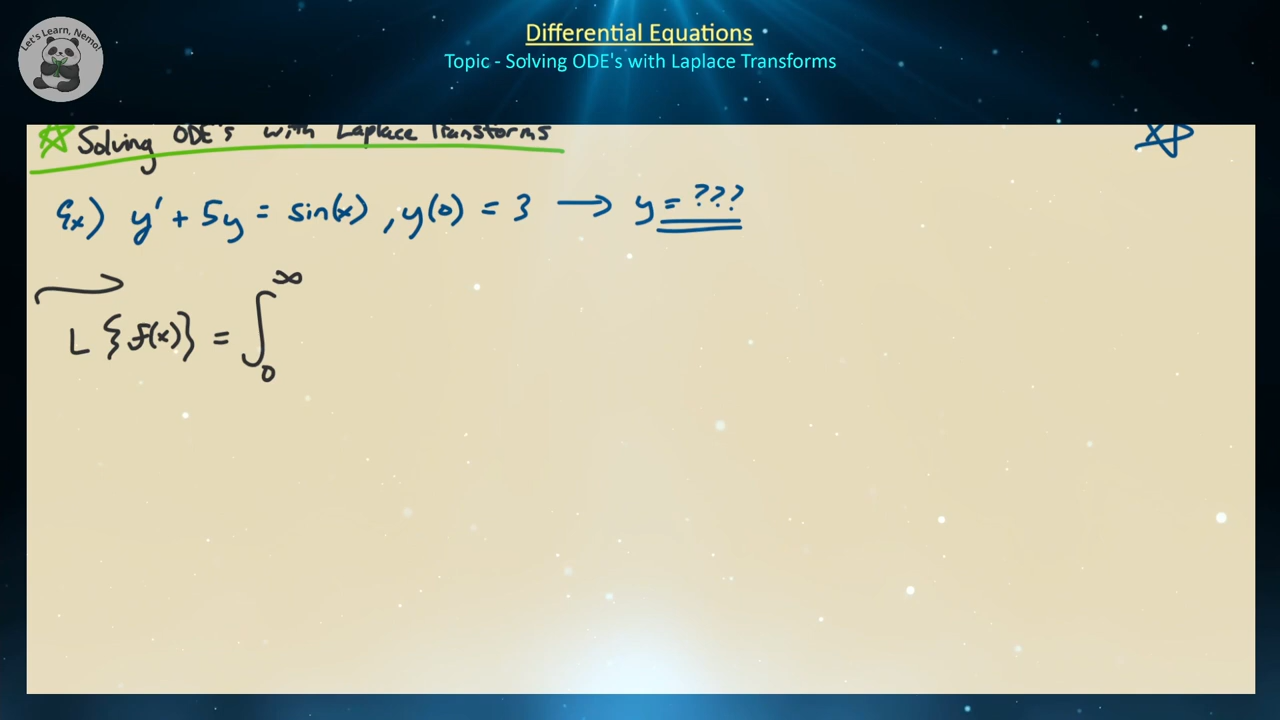 Let's Learn, Nemo!
Differential Equations
Topic - Solving ODE's with Laplace Transforms
Solving ODE's with Laplace Transforms
Ex) y' + 5y = sin(x) , y(0) = 3 → y = ???
L {f(x)} = ∫₀^∞